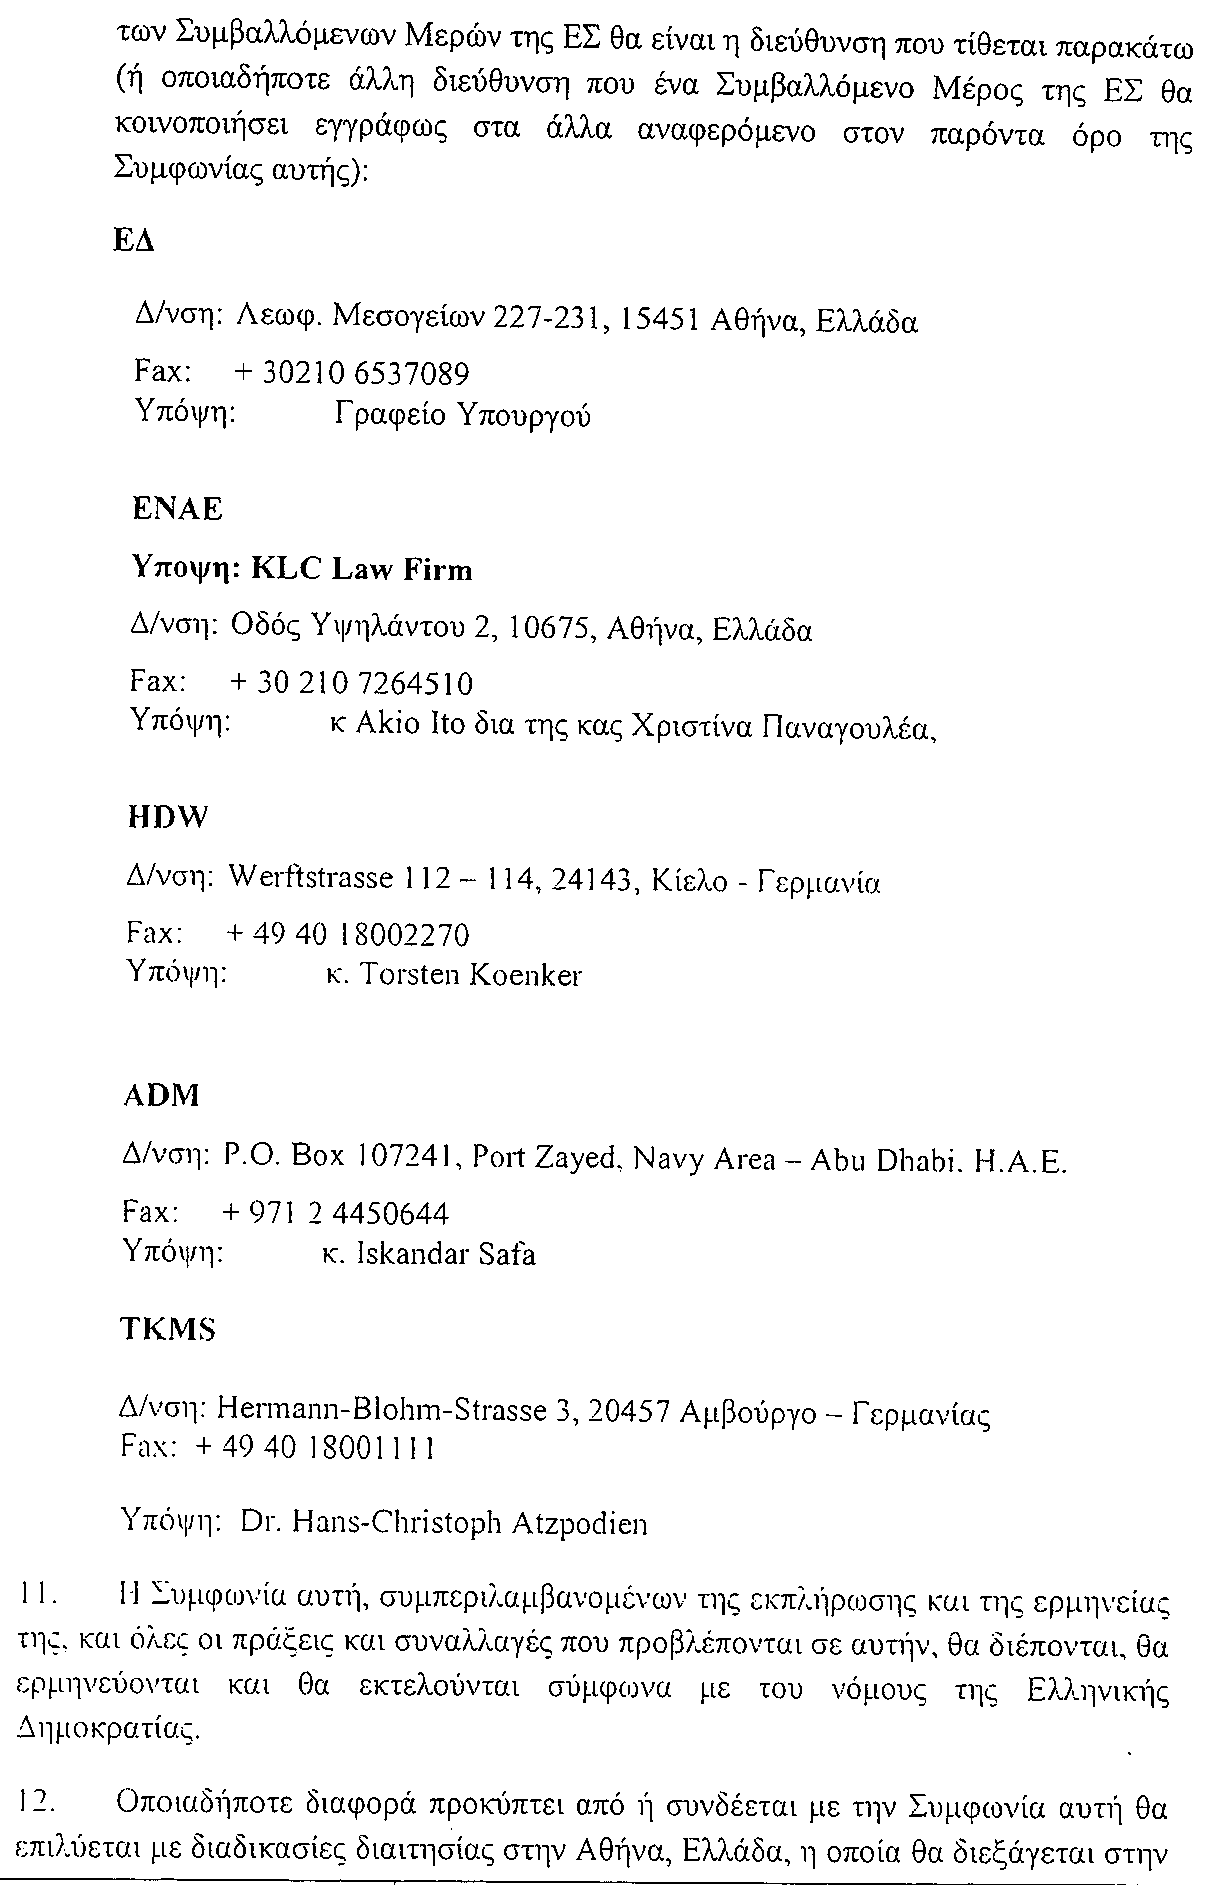 των Συμβαλλόμενων Μερών της ΕΣ θα είναι η διεύθυνση που τίθεται παρακάτω
(ή οποιαδήποτε άλλη διεύθυνση που ένα Συμβαλλόμενο Μέρος της ΕΣ θα
κοινοποιήσει εγγράφως στα άλλα αναφερόμενο στον παρόντα όρο της
Συμφωνίας αυτής):
ΕΔ
Δ/νση: Λεωφ. Μεσογείων 227-231, 15451 Αθήνα, Ελλάδα
Fax: + 30210 6537089
Υπόψη: Γραφείο Υπουργού
ΕΝΑΕ
Υποψη: KLC Law Firm
Δ/νση: Οδός Υψηλάντου 2, 10675, Αθήνα, Ελλάδα
Fax: + 30 210 7264510
Υπόψη: κ Akio Ito δια της κας Χριστίνα Παναγουλέα,
HDW
Δ/νση: Werftstrasse 112 – 114, 24143, Κίελο - Γερμανία
Fax: + 49 40 18002270
Υπόψη: κ. Torsten Koenker
ADM
Δ/νση: P.O. Box 107241, Port Zayed, Navy Area – Abu Dhabi. Η.Α.Ε.
Fax: + 971 2 4450644
Υπόψη: κ. Iskandar Safa
TKMS
Δ/νση: Hermann-Blohm-Strasse 3, 20457 Αμβούργο – Γερμανίας
Fax: + 49 40 18001111
Υπόψη: Dr. Hans-Christoph Atzpodien
11. Η Συμφωνία αυτή, συμπεριλαμβανομένων της εκπλήρωσης και της ερμηνείας
της, και όλες οι πράξεις και συναλλαγές που προβλέπονται σε αυτήν, θα διέπονται, θα
ερμηνεύονται και θα εκτελούνται σύμφωνα με του νόμους της Ελληνικής
Δημοκρατίας.
12. Οποιαδήποτε διαφορά προκύπτει από ή συνδέεται με την Συμφωνία αυτή θα
επιλύεται με διαδικασίες διαιτησίας στην Αθήνα, Ελλάδα, η οποία θα διεξάγεται στην